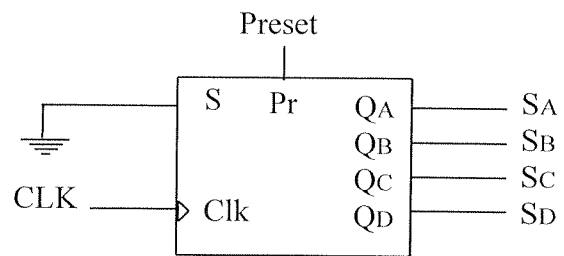 Preset
S Pr QA SA
QB SB
QC SC
CLK Clk QD SD